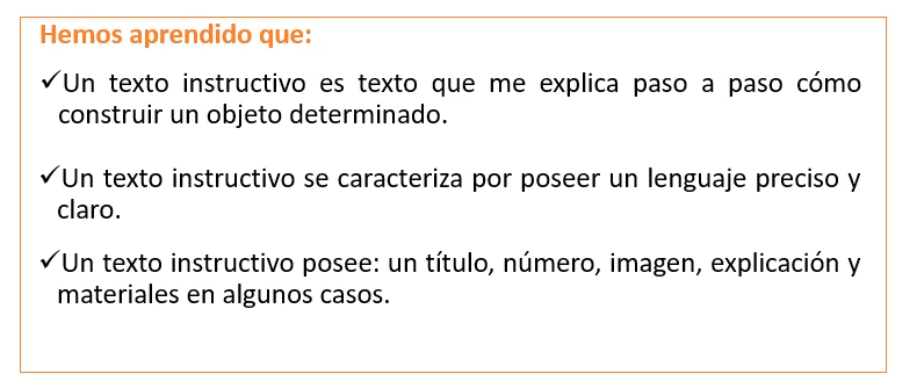 Hemos aprendido que:
✓Un texto instructivo es texto que me explica paso a paso cómo
construir un objeto determinado.
✓Un texto instructivo se caracteriza por poseer un lenguaje preciso y
claro.
✓Un texto instructivo posee: un título, número, imagen, explicación y
materiales en algunos casos.